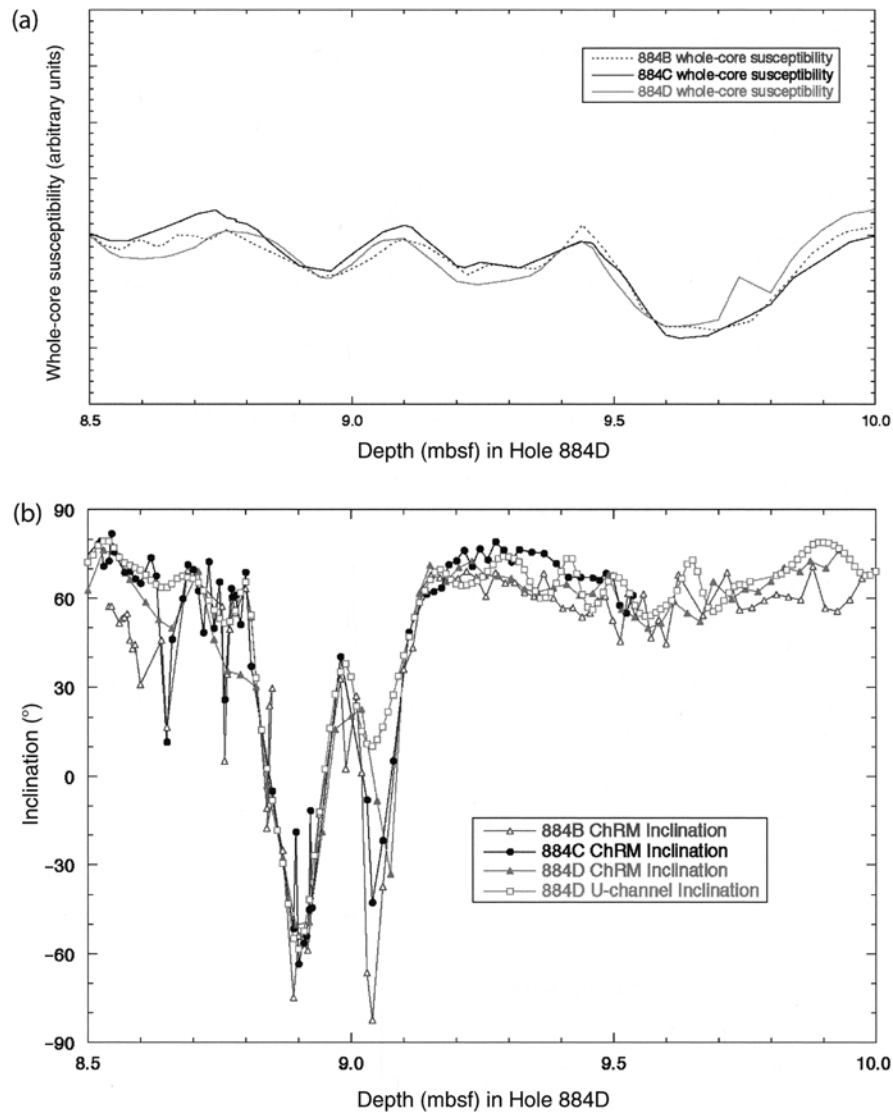 (a)
Whole-core susceptibility (arbitrary units)
884B whole-core susceptibility
884C whole-core susceptibility
884D whole-core susceptibility
8.5 9.0 9.5 10.0
Depth (mbsf) in Hole 884D
(b)
Inclination (°)
90
60
30
0
-30
-60
-90
884B ChRM Inclination
884C ChRM Inclination
884D ChRM Inclination
884D U-channel Inclination
8.5 9.0 9.5 10.0
Depth (mbsf) in Hole 884D